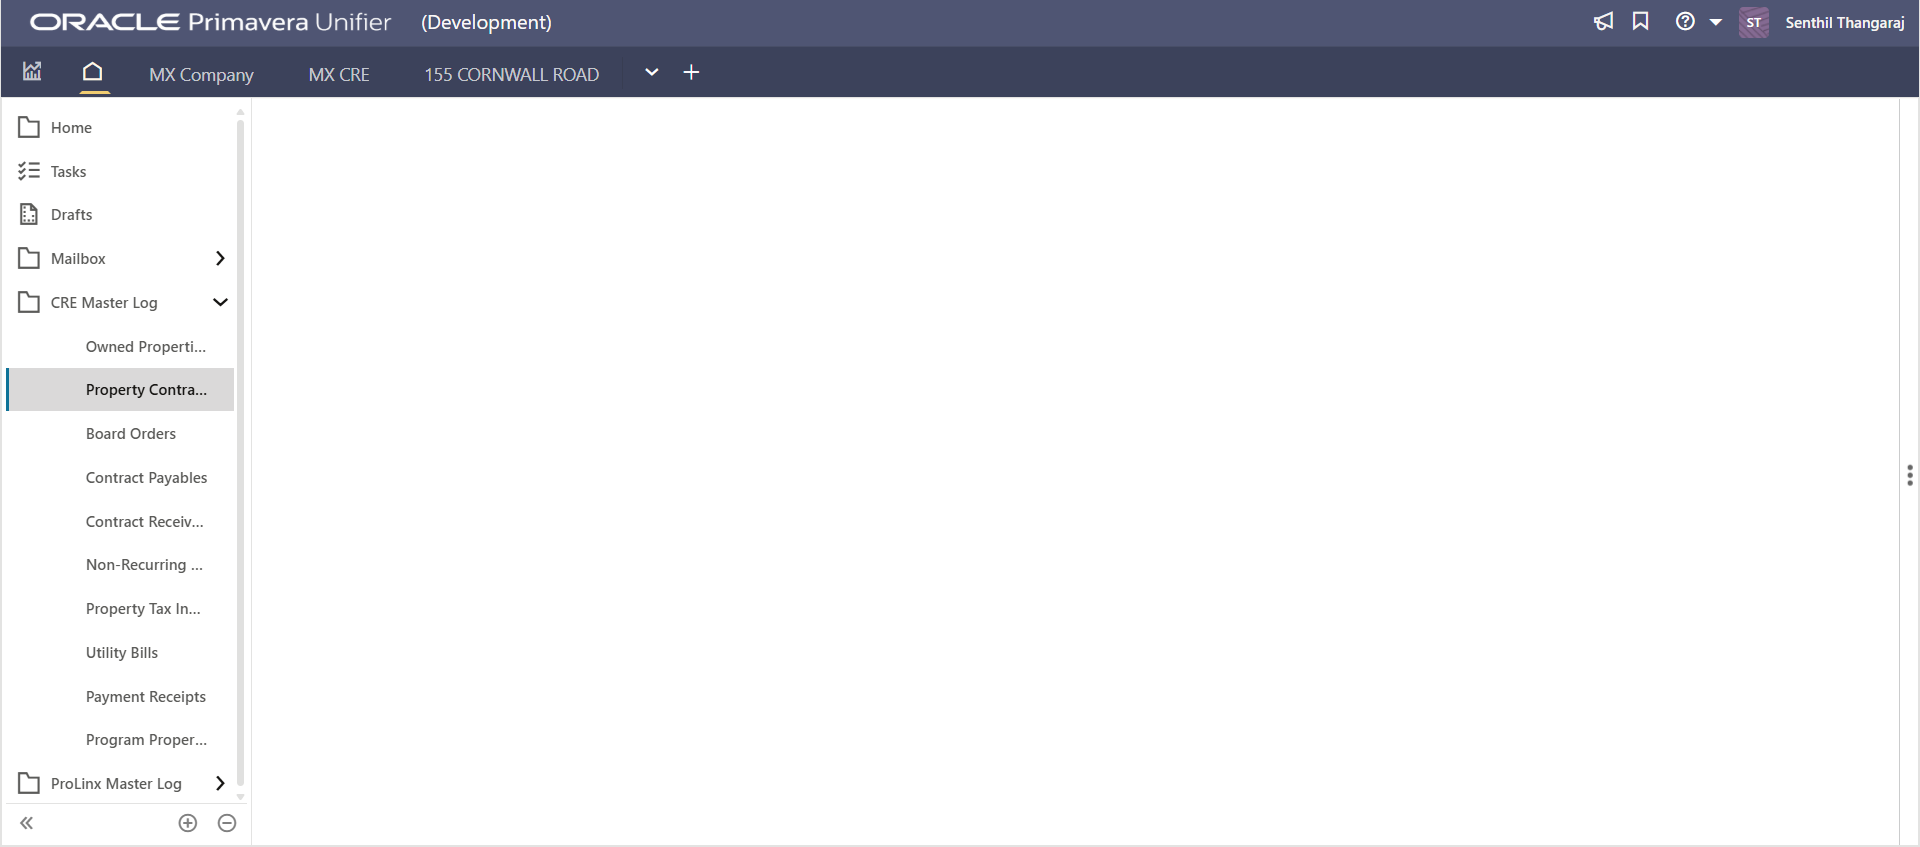 ORACLE Primavera Unifier (Development) ST Senthil Thangaraj
MX Company MX CRE 155 CORNWALL ROAD
Home
Tasks
Drafts
Mailbox
CRE Master Log
Owned Properti...
Property Contra...
Board Orders
Contract Payables
Contract Receiv...
Non-Recurring ...
Property Tax In...
Utility Bills
Payment Receipts
Program Proper...
ProLinx Master Log